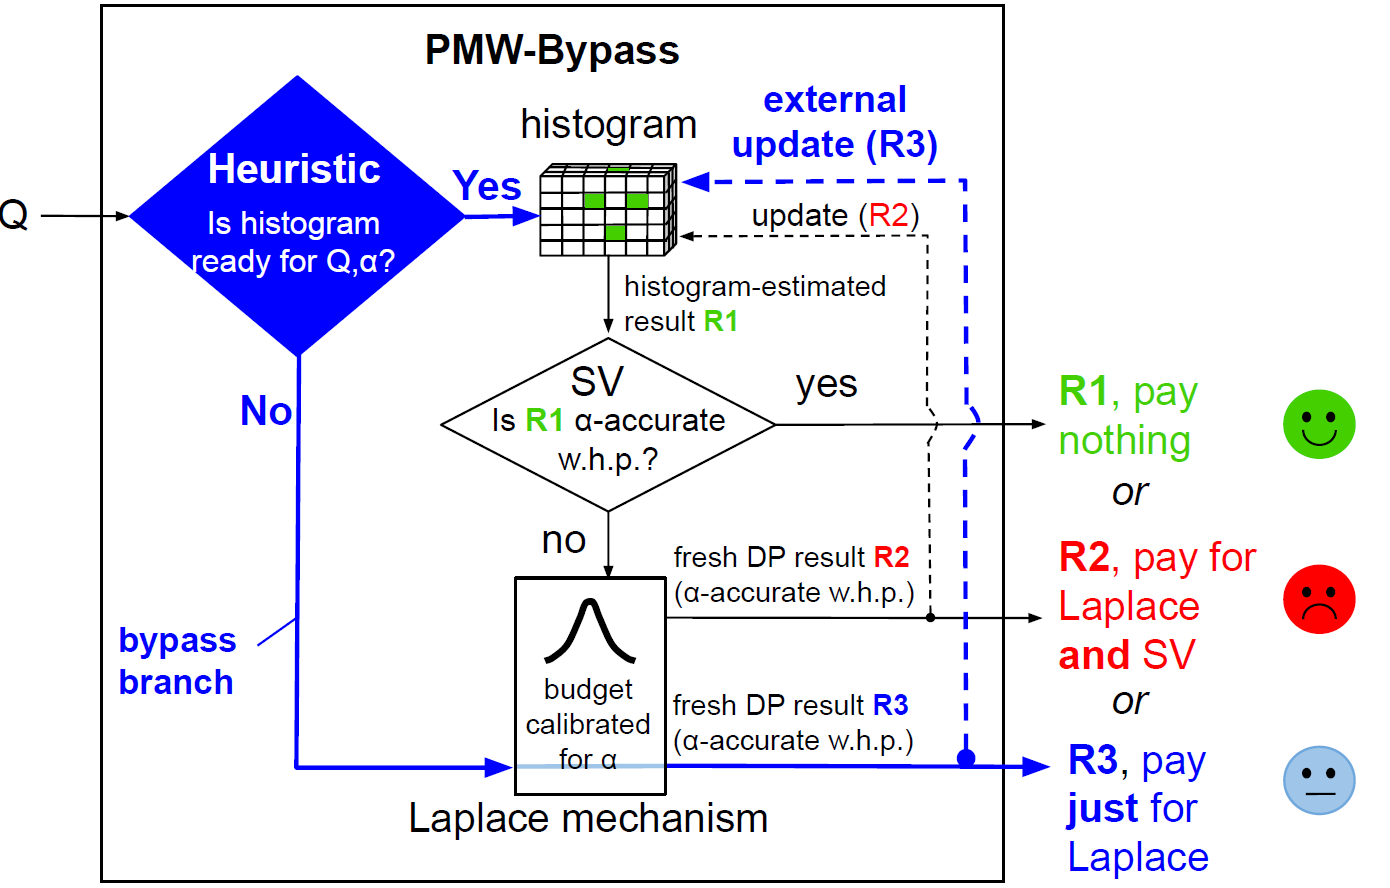 PMW-Bypass
Q
Heuristic
Is histogram
ready for Q,α?
Yes
No
bypass
branch
histogram
external
update (R3)
update (R2)
histogram-estimated
result R1
SV
Is R1 α-accurate
w.h.p.?
yes
no
fresh DP result R2
(α-accurate w.h.p.)
budget
calibrated
for α
fresh DP result R3
(α-accurate w.h.p.)
Laplace mechanism
R1, pay
nothing
or
R2, pay for
Laplace
and SV
or
R3, pay
just for
Laplace